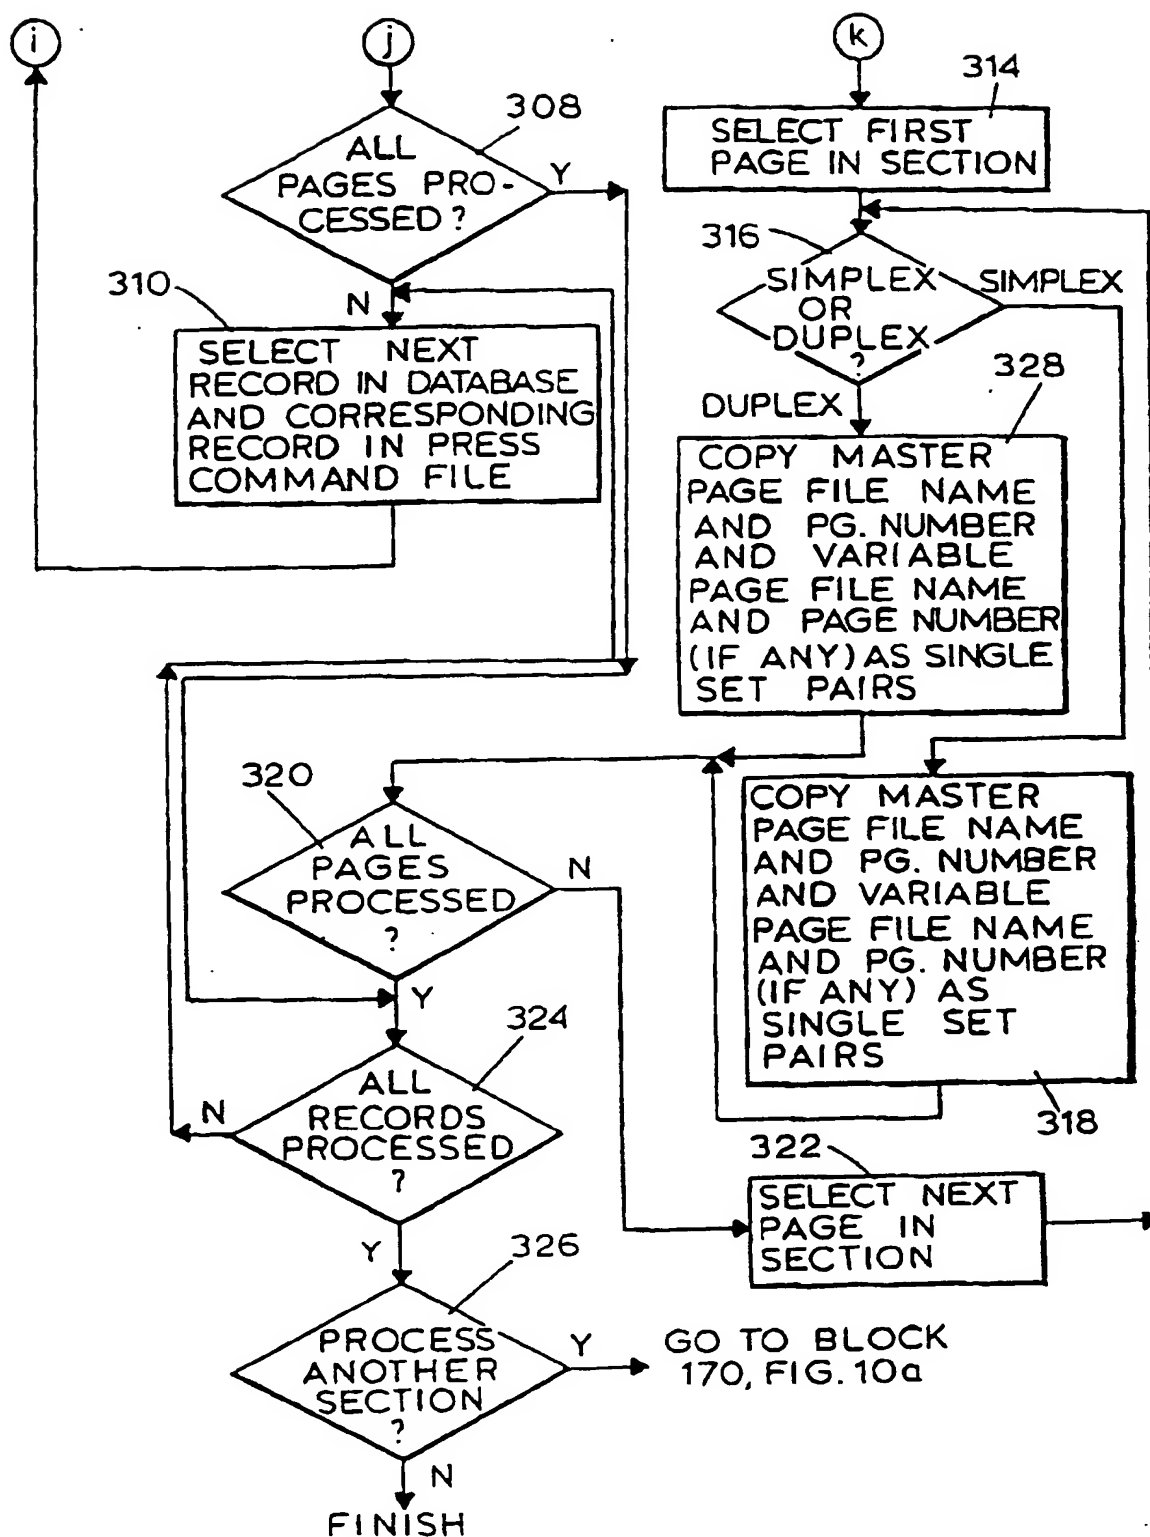 i
j
k
308
ALL
PAGES PRO-
CESSED?
Y
N
310
SELECT NEXT
RECORD IN DATABASE
AND CORRESPONDING
RECORD IN PRESS
COMMAND FILE
314
SELECT FIRST
PAGE IN SECTION
316
SIMPLEX
OR
DUPLEX
?
SIMPLEX
DUPLEX
328
COPY MASTER
PAGE FILE NAME
AND PG. NUMBER
AND VARIABLE
PAGE FILE NAME
AND PAGE NUMBER
(IF ANY) AS SINGLE
SET PAIRS
320
ALL
PAGES
PROCESSED
?
N
Y
COPY MASTER
PAGE FILE NAME
AND PG. NUMBER
AND VARIABLE
PAGE FILE NAME
AND PG. NUMBER
(IF ANY) AS
SINGLE SET
PAIRS
318
324
ALL
RECORDS
PROCESSED
?
N
Y
322
SELECT NEXT
PAGE IN
SECTION
326
PROCESS
ANOTHER
SECTION
?
Y
GO TO BLOCK
170, FIG. 10a
N
FINISH